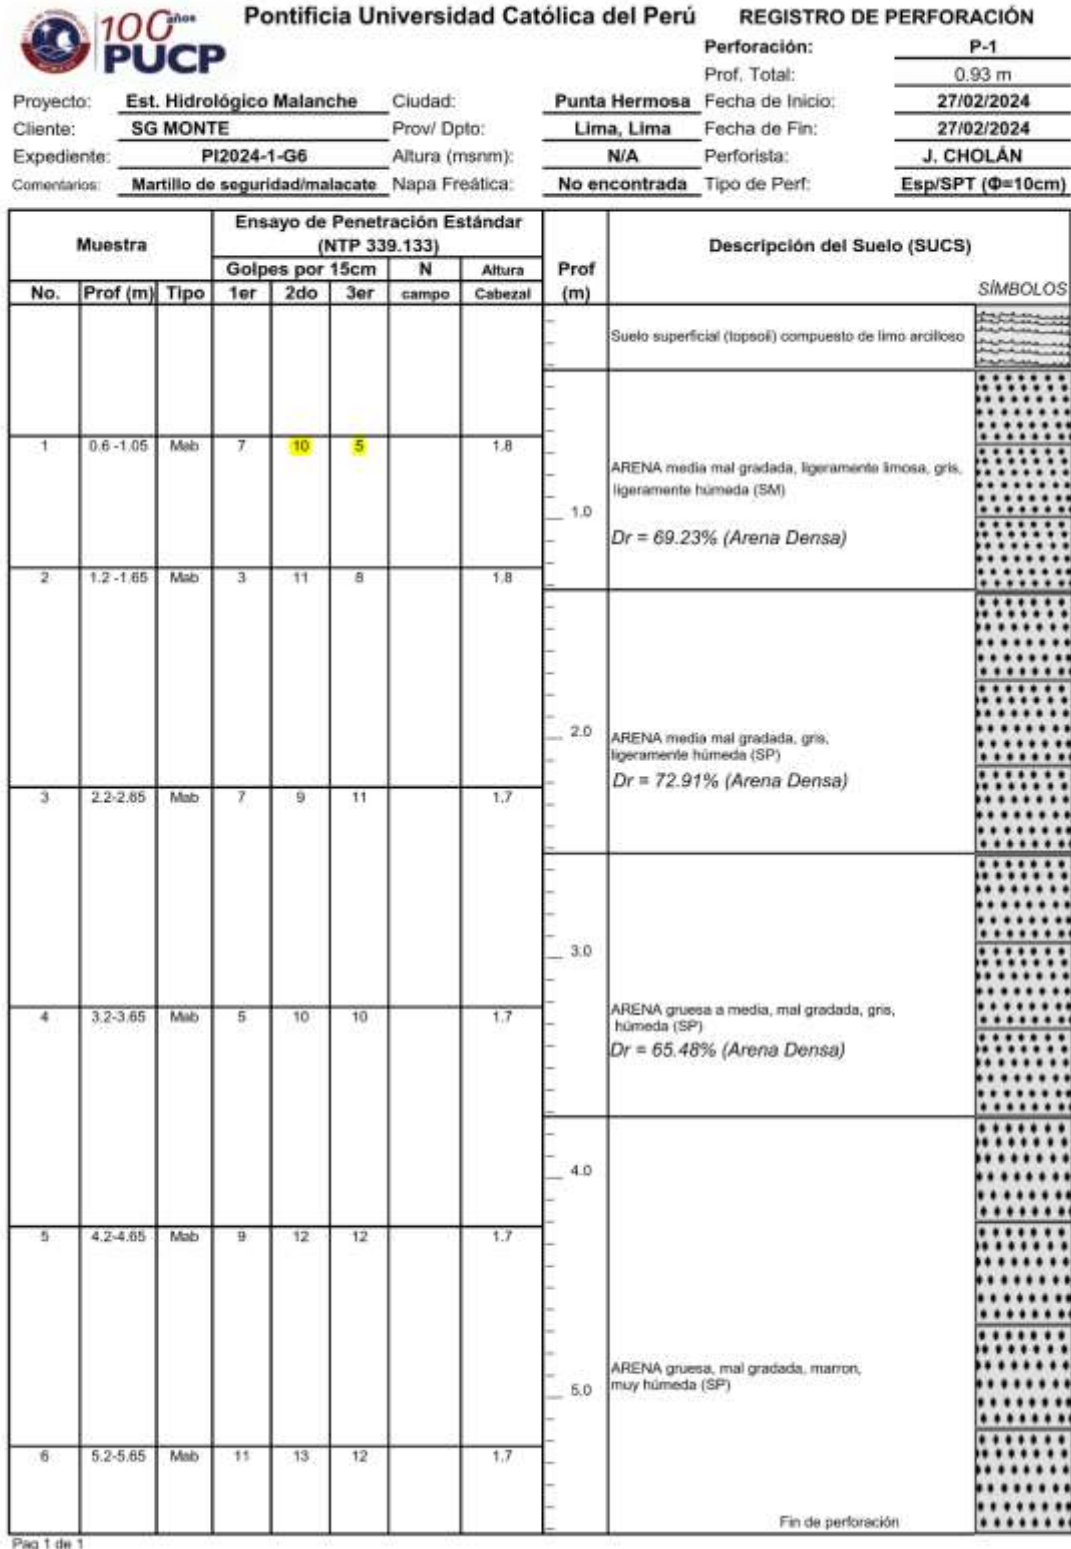 100 años
PUCP
Pontificia Universidad Católica del Perú
REGISTRO DE PERFORACIÓN
Perforación: P-1
Prof. Total: 0.93 m
Proyecto: Est. Hidrológico Malanche Ciudad: Punta Hermosa Fecha de Inicio: 27/02/2024
Cliente: SG MONTE Prov/ Dpto: Lima, Lima Fecha de Fin: 27/02/2024
Expediente: PI2024-1-G6 Altura (msnm): N/A Perforista: J. CHOLÁN
Comentarios: Martillo de seguridad/malacate Napa Freática: No encontrada Tipo de Perf: Esp/SPT (Φ=10cm)
Muestra
Ensayo de Penetración Estándar
(NTP 339.133)
Golpes por 15cm N Altura
No. Prof (m) Tipo 1er 2do 3er campo Cabezal
Prof
(m)
Descripción del Suelo (SUCS)
SÍMBOLOS
Suelo superficial (topsoil) compuesto de limo arcilloso
1 0.6 -1.05 Mab 7 10 5 1.8
ARENA media mal gradada, ligeramente limosa, gris,
ligeramente húmeda (SM)
1.0
Dr = 69.23% (Arena Densa)
2 1.2 -1.65 Mab 3 11 8 1.8
2.0
ARENA media mal gradada, gris,
ligeramente húmeda (SP)
Dr = 72.91% (Arena Densa)
3 2.2-2.65 Mab 7 9 11 1.7
3.0
4 3.2-3.65 Mab 5 10 10 1.7
ARENA gruesa a media, mal gradada, gris,
húmeda (SP)
Dr = 65.48% (Arena Densa)
4.0
5 4.2-4.65 Mab 9 12 12 1.7
ARENA gruesa, mal gradada, marron,
muy húmeda (SP)
5.0
6 5.2-5.65 Mab 11 13 12 1.7
Fin de perforación
Pag 1 de 1